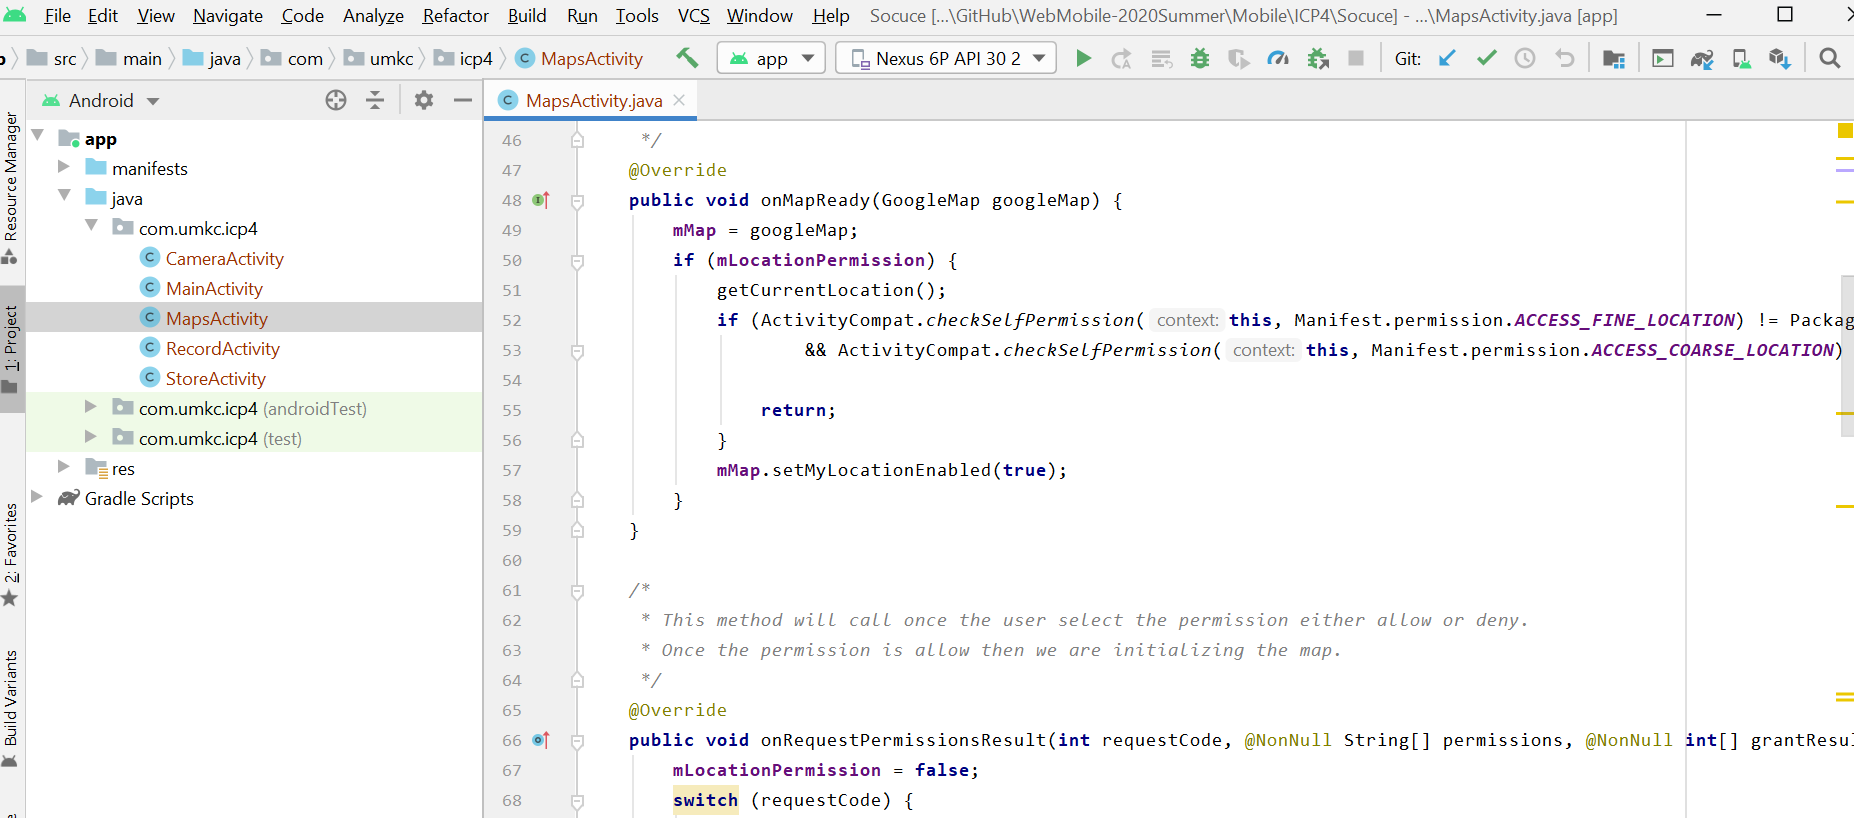 File Edit View Navigate Code Analyze Refactor Build Run Tools VCS Window Help Socuce [...\GitHub\WebMobile-2020Summer\Mobile\ICP4\Socuce] - ...\MapsActivity.java [app]
src main java com umkc icp4 MapsActivity app Nexus 6P API 30 2 Git:
Android
MapsActivity.java
Resource Manager
1: Project
2: Favorites
Build Variants
app
manifests
java
com.umkc.icp4
CameraActivity
MainActivity
MapsActivity
RecordActivity
StoreActivity
com.umkc.icp4 (androidTest)
com.umkc.icp4 (test)
res
Gradle Scripts
46 */
47 @Override
48 public void onMapReady(GoogleMap googleMap) {
49 mMap = googleMap;
50 if (mLocationPermission) {
51 getCurrentLocation();
52 if (ActivityCompat.checkSelfPermission( context: this, Manifest.permission.ACCESS_FINE_LOCATION) != Packag
53 && ActivityCompat.checkSelfPermission( context: this, Manifest.permission.ACCESS_COARSE_LOCATION)
54
55 return;
56 }
57 mMap.setMyLocationEnabled(true);
58 }
59 }
60
61 /*
62 * This method will call once the user select the permission either allow or deny.
63 * Once the permission is allow then we are initializing the map.
64 */
65 @Override
66 public void onRequestPermissionsResult(int requestCode, @NonNull String[] permissions, @NonNull int[] grantResul
67 mLocationPermission = false;
68 switch (requestCode) {